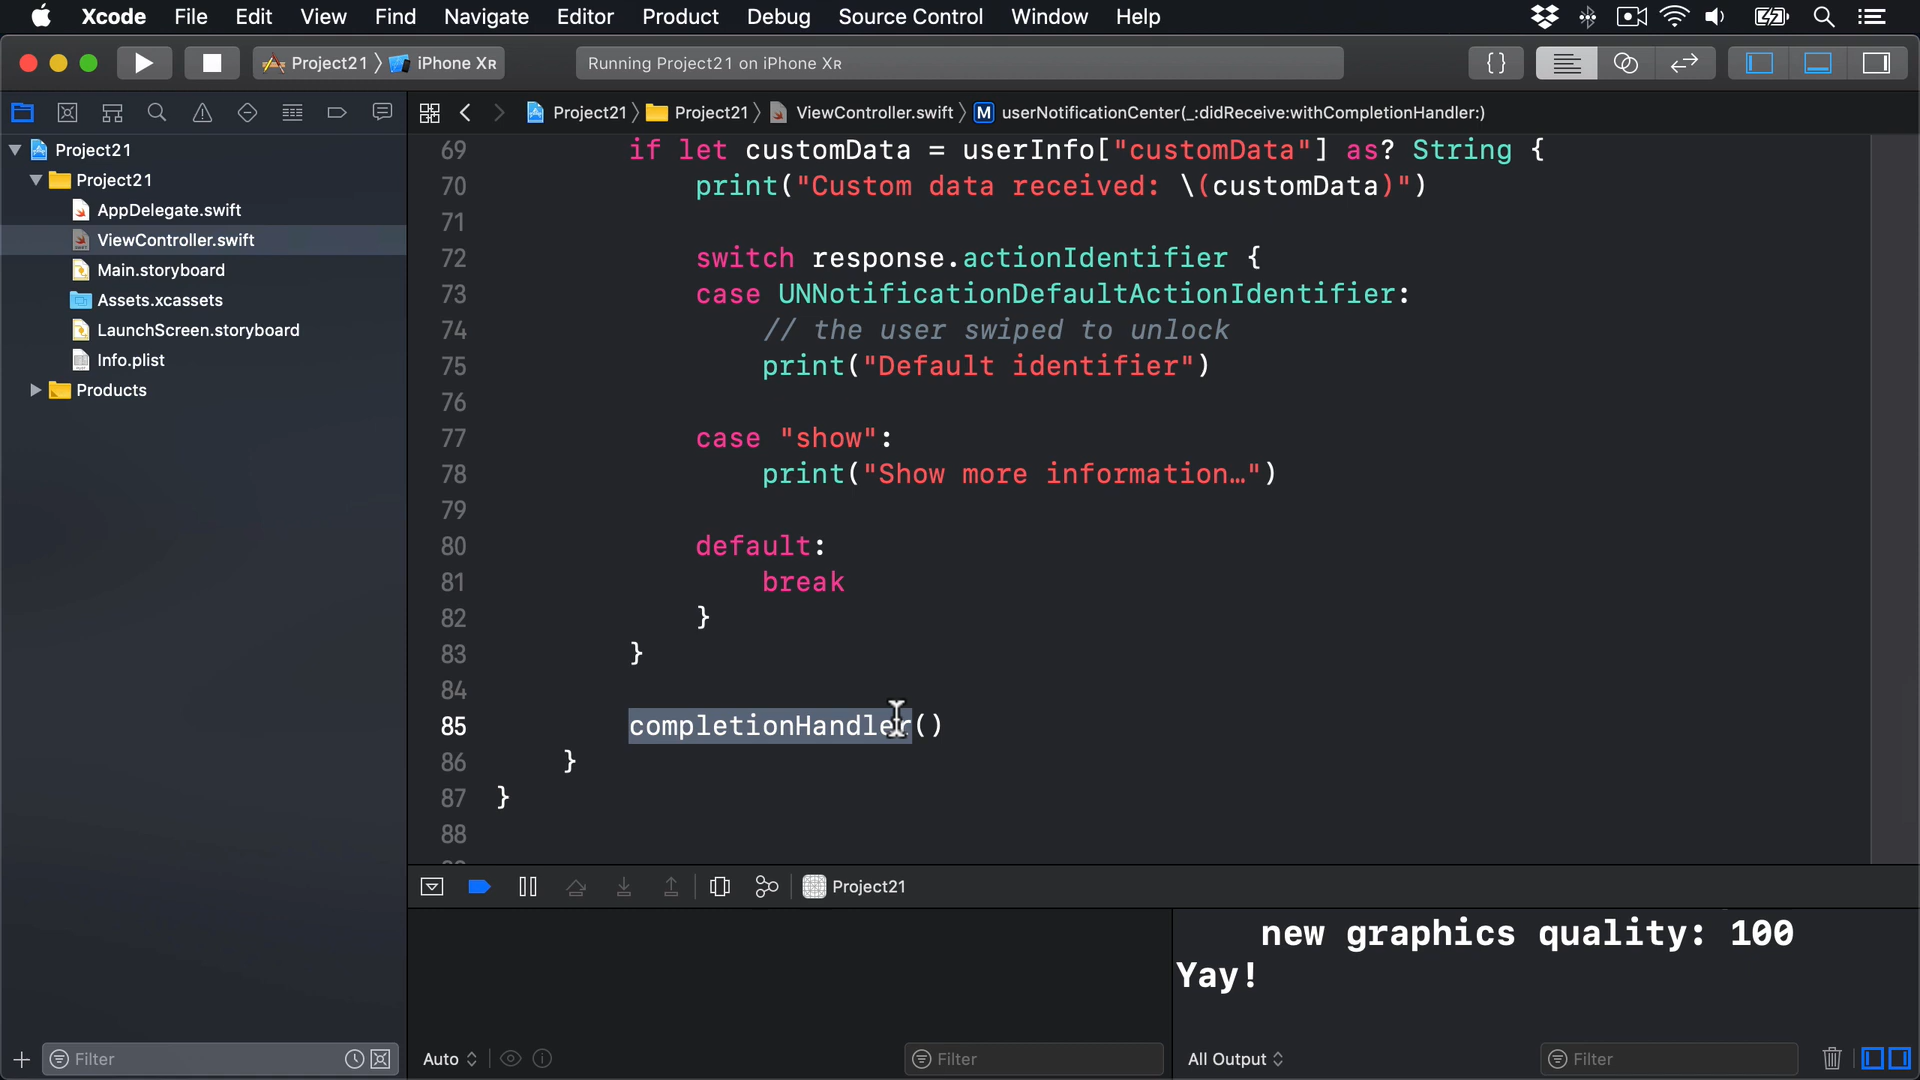 Xcode File Edit View Find Navigate Editor Product Debug Source Control Window Help
Project21 iPhone XR
Running Project21 on iPhone XR
{}
Project21 Project21 ViewController.swift M userNotificationCenter(_:didReceive:withCompletionHandler:)
Project21
Project21
AppDelegate.swift
ViewController.swift
Main.storyboard
Assets.xcassets
LaunchScreen.storyboard
Info.plist
Products
69 if let customData = userInfo["customData"] as? String {
70 print("Custom data received: \(customData)")
71
72 switch response.actionIdentifier {
73 case UNNotificationDefaultActionIdentifier:
74 // the user swiped to unlock
75 print("Default identifier")
76
77 case "show":
78 print("Show more information…")
79
80 default:
81 break
82 }
83 }
84
85 completionHandler()
86 }
87 }
88
Project21
new graphics quality: 100
Yay!
Filter
Auto
Filter
All Output
Filter